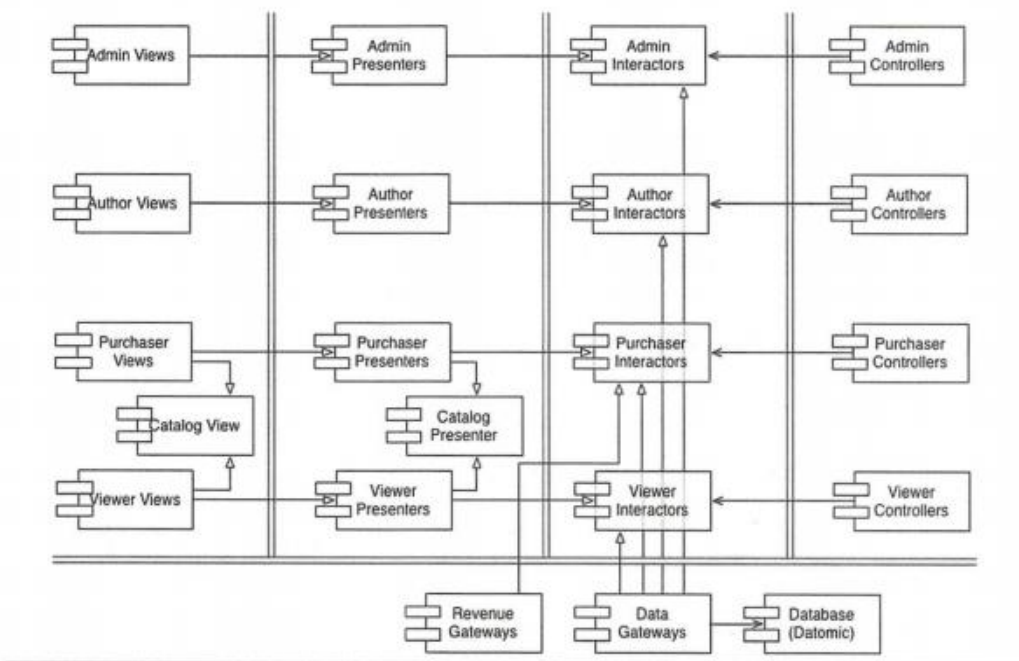 Admin Views
Admin
Presenters
Admin
Interactors
Admin
Controllers
Author Views
Author
Presenters
Author
Interactors
Author
Controllers
Purchaser
Views
Purchaser
Presenters
Purchaser
Interactors
Purchaser
Controllers
Catalog View
Catalog
Presenter
Viewer Views
Viewer
Presenters
Viewer
Interactors
Viewer
Controllers
Revenue
Gateways
Data
Gateways
Database
(Datomic)